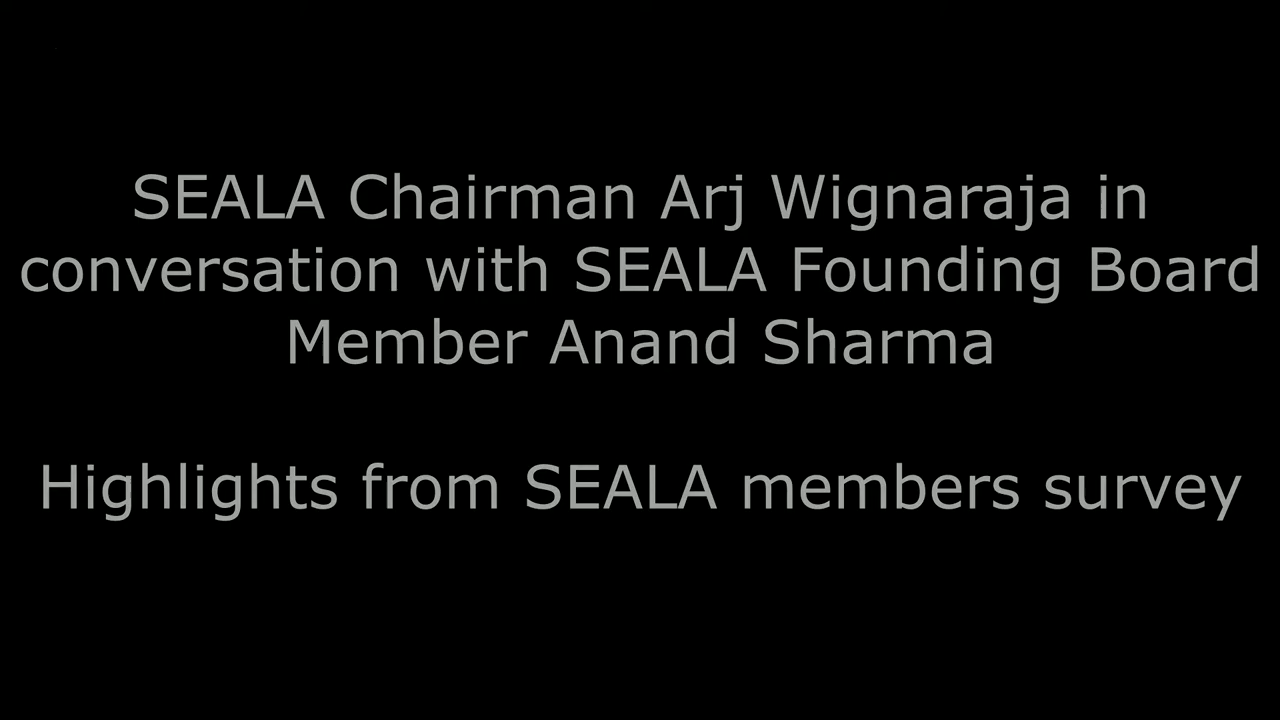 SEALA Chairman Arj Wignaraja in
conversation with SEALA Founding Board
Member Anand Sharma
Highlights from SEALA members survey